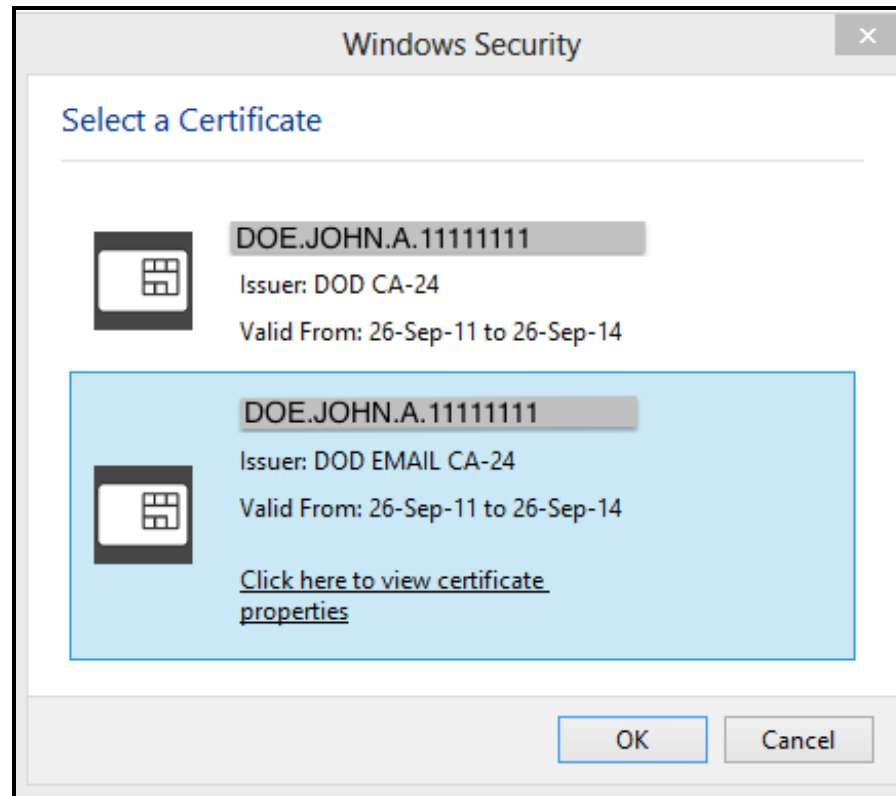 Windows Security
Select a Certificate
DOE.JOHN.A.11111111
Issuer: DOD CA-24
Valid From: 26-Sep-11 to 26-Sep-14
DOE.JOHN.A.11111111
Issuer: DOD EMAIL CA-24
Valid From: 26-Sep-11 to 26-Sep-14
Click here to view certificate
properties
OK Cancel